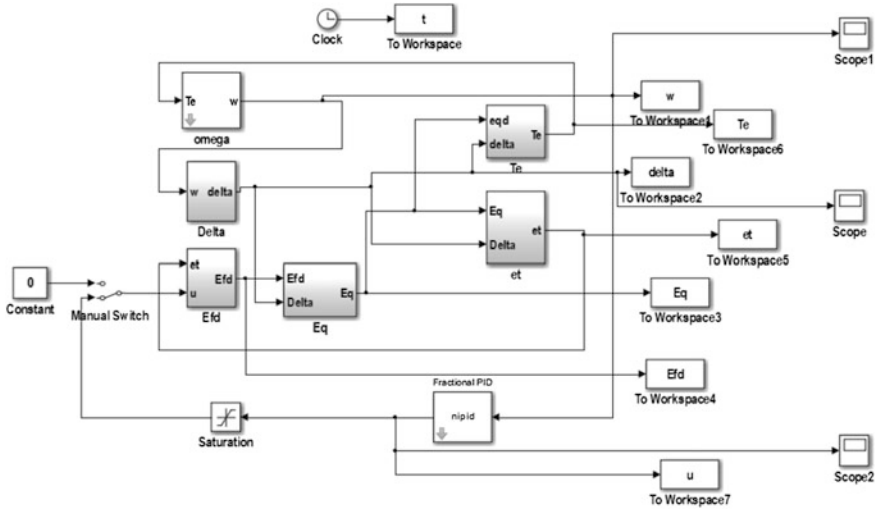 t
Clock
To Workspace
Scope1
Te
w
omega
w
To Workspace1
eqd
delta
Te
Te
Te
To Workspace6
w
delta
Delta
delta
To Workspace2
Scope
Eq
Delta
et
et
et
To Workspace5
et
u
Efd
Efd
0
Constant
Manual Switch
Efd
Delta
Eq
Eq
Eq
To Workspace3
Efd
To Workspace4
Fractional PID
nipid
Saturation
Scope2
u
To Workspace7